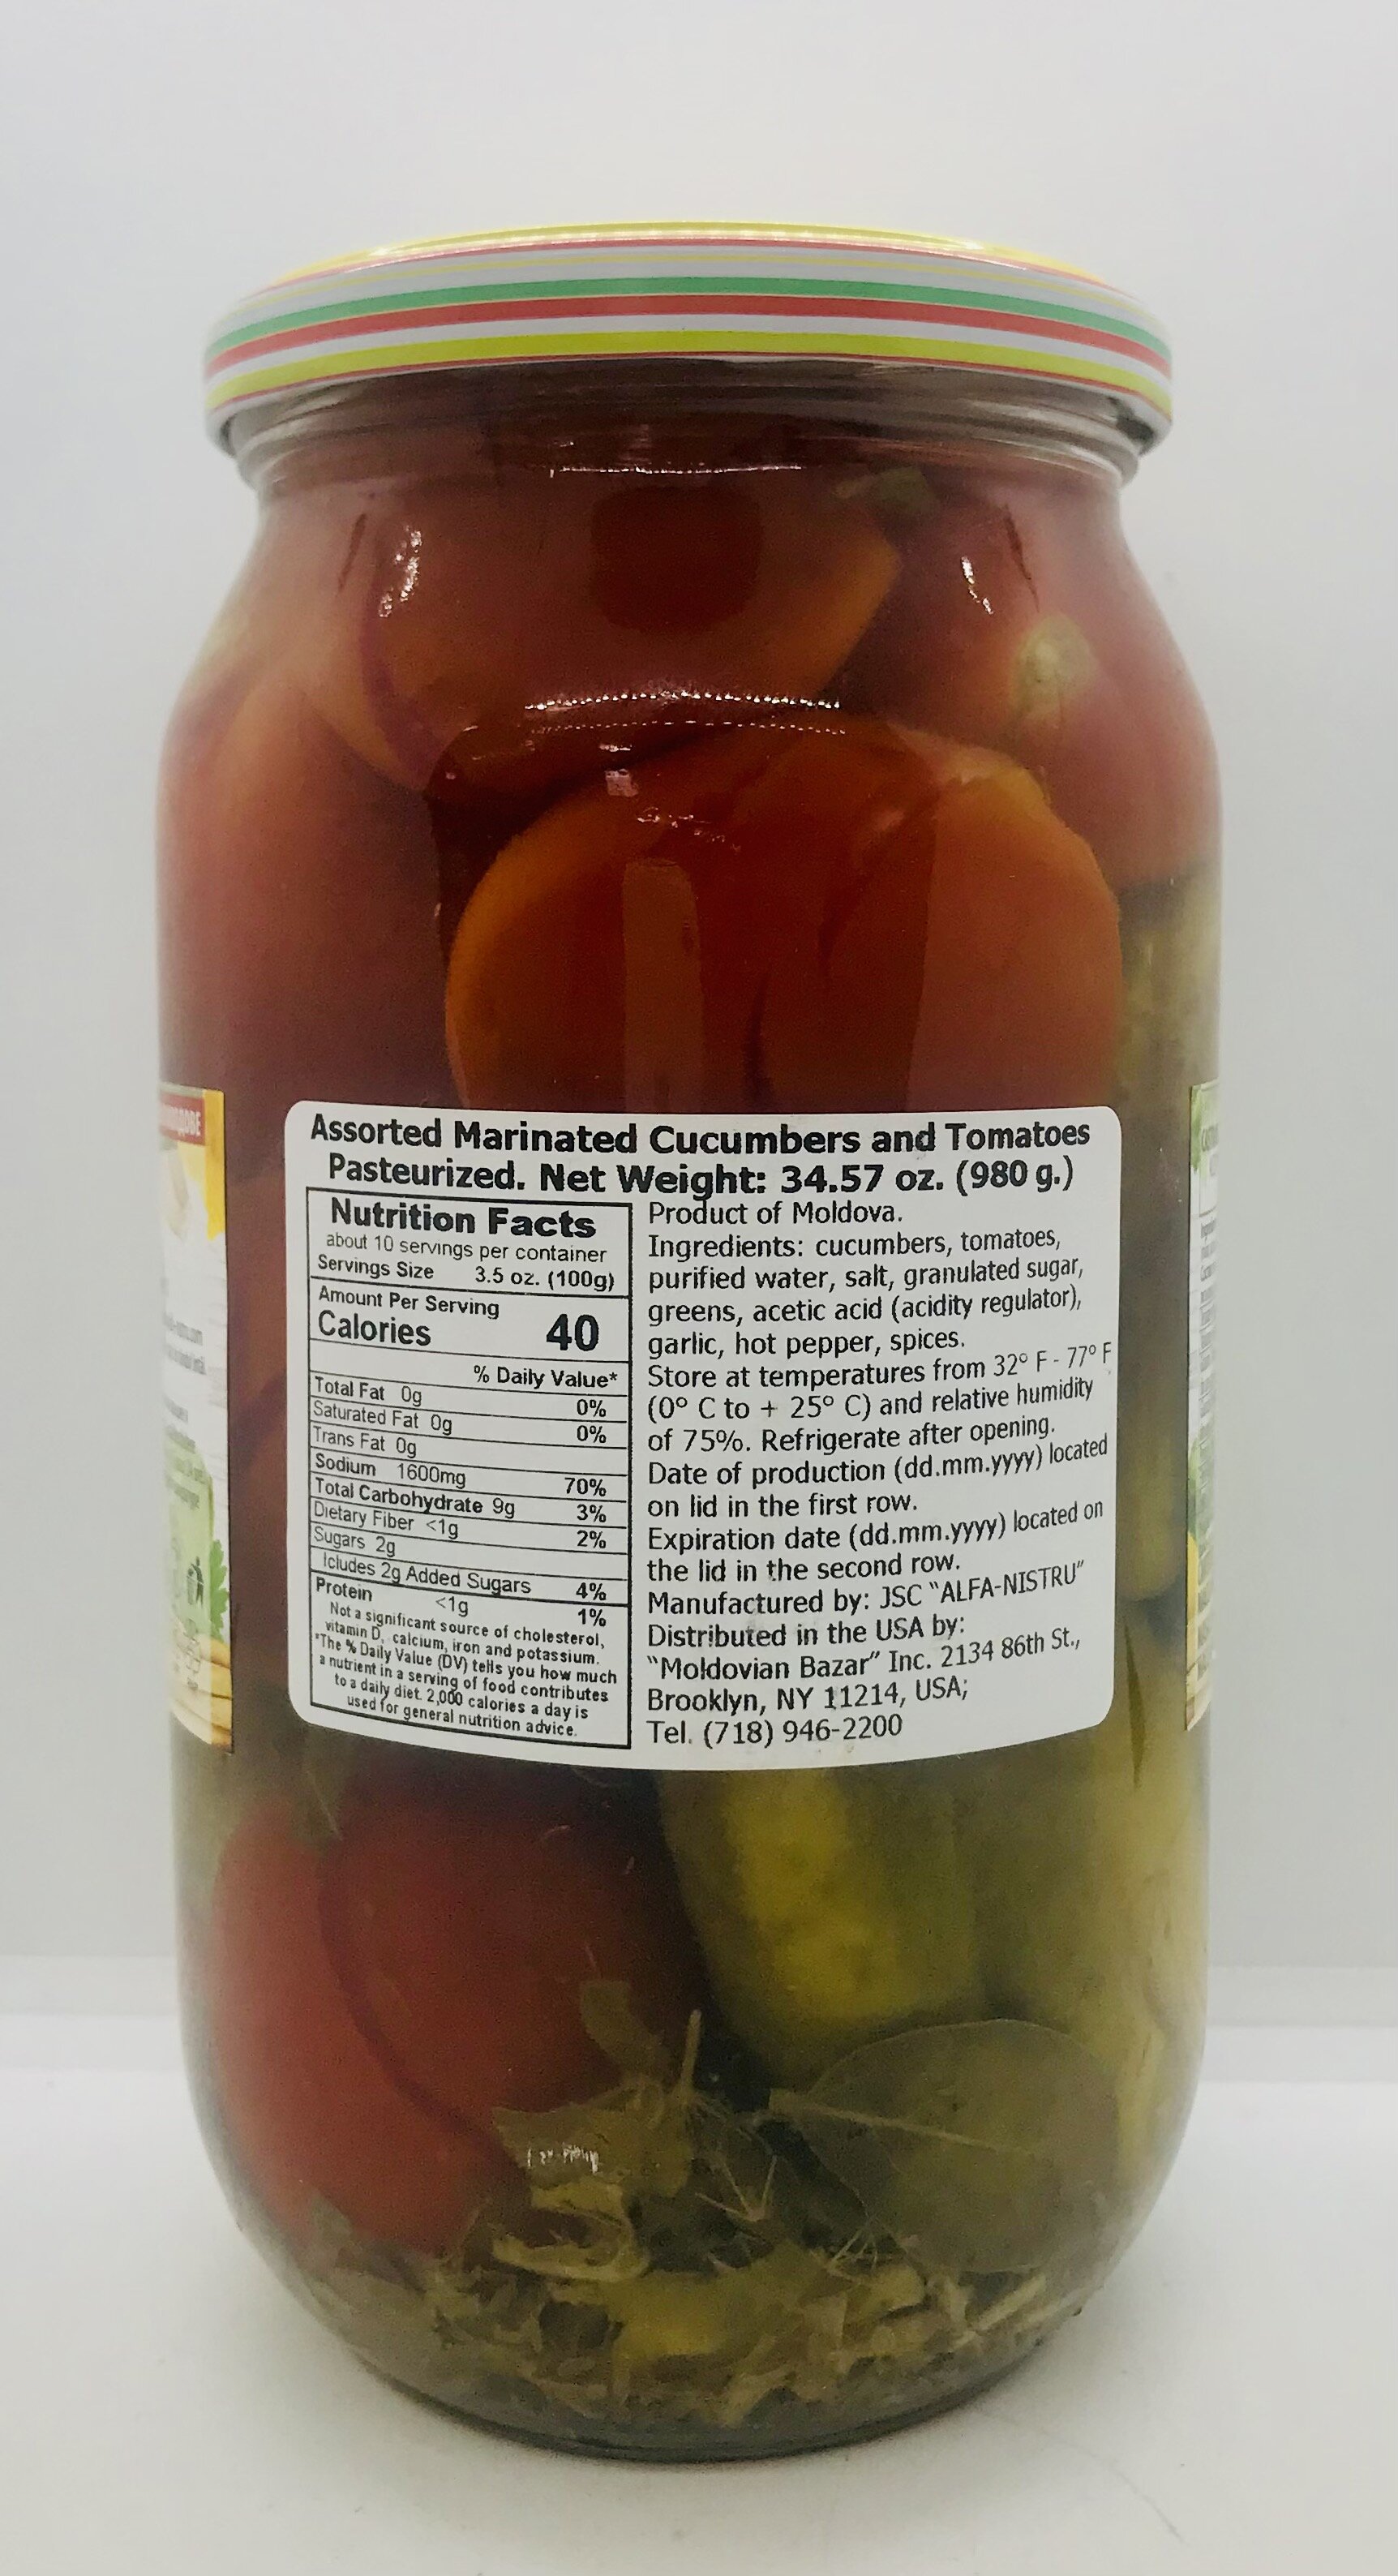 Assorted Marinated Cucumbers and Tomatoes
Pasteurized. Net Weight: 34.57 oz. (980 g.)
Nutrition Facts
about 10 servings per container
Servings Size 3.5 oz. (100g)
Amount Per Serving
Calories 40
% Daily Value*
Total Fat 0g 0%
Saturated Fat 0g 0%
Trans Fat 0g
Sodium 1600mg 70%
Total Carbohydrate 9g 3%
Dietary Fiber <1g 2%
Sugars 2g
Icludes 2g Added Sugars 4%
Protein <1g 1%
Not a significant source of cholesterol,
vitamin D, calcium, iron and potassium.
*The % Daily Value (DV) tells you how much
a nutrient in a serving of food contributes
to a daily diet. 2,000 calories a day is
used for general nutrition advice.
Product of Moldova.
Ingredients: cucumbers, tomatoes,
purified water, salt, granulated sugar,
greens, acetic acid (acidity regulator),
garlic, hot pepper, spices.
Store at temperatures from 32° F - 77° F
(0° C to + 25° C) and relative humidity
of 75%. Refrigerate after opening.
Date of production (dd.mm.yyyy) located
on lid in the first row.
Expiration date (dd.mm.yyyy) located on
the lid in the second row.
Manufactured by: JSC "ALFA-NISTRU"
Distributed in the USA by:
"Moldovian Bazar" Inc. 2134 86th St.,
Brooklyn, NY 11214, USA;
Tel. (718) 946-2200